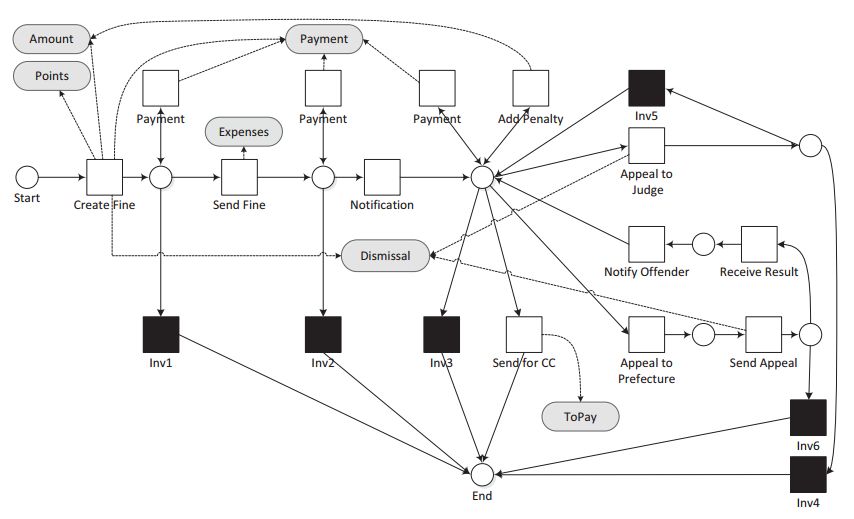 Amount
Payment
Points
Payment
Payment
Payment
Add Penalty
Inv5
Expenses
Start
Create Fine
Send Fine
Notification
Appeal to
Judge
Dismissal
Notify Offender
Receive Result
Inv1
Inv2
Inv3
Send for CC
Appeal to
Prefecture
Send Appeal
ToPay
Inv6
End
Inv4